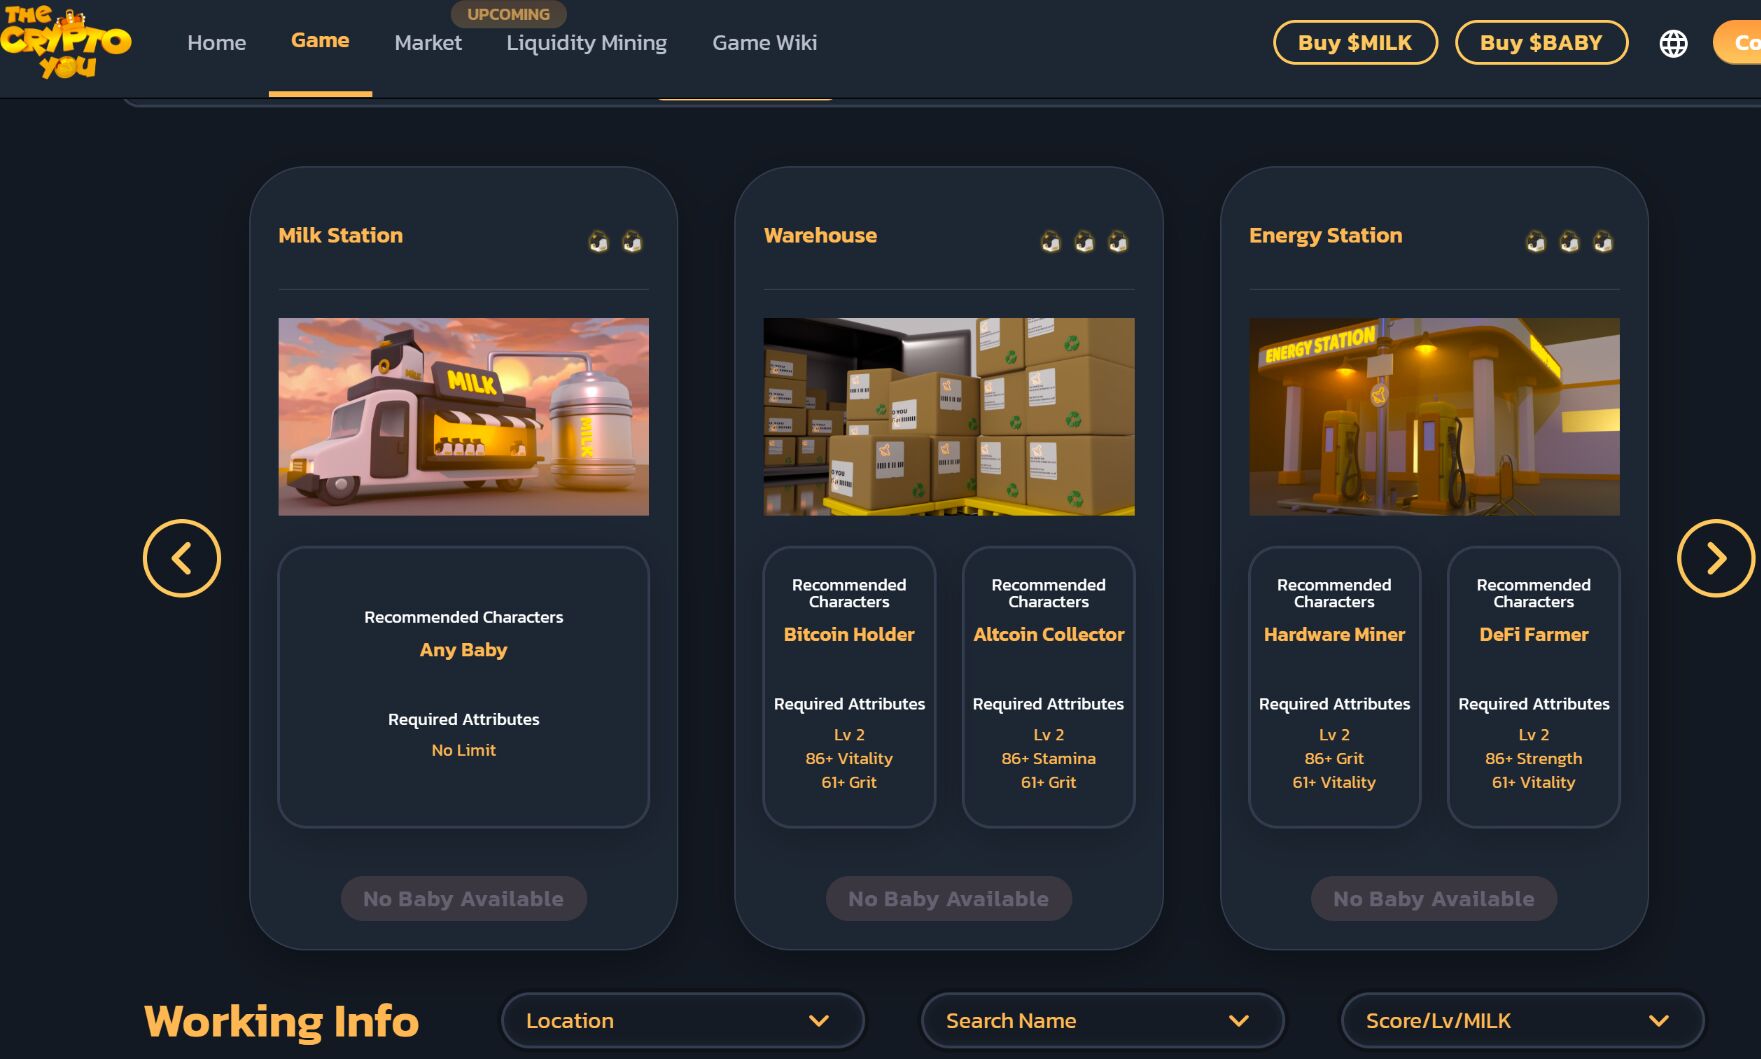 THE
CRYPTO
YOU
Home
Game
Market
UPCOMING
Liquidity Mining
Game Wiki
Buy $MILK
Buy $BABY
Co
Milk Station
MILK
MILK
Recommended Characters
Any Baby
Required Attributes
No Limit
No Baby Available
Warehouse
O YOU
O YOU
Recommended
Characters
Bitcoin Holder
Required Attributes
Lv 2
86+ Vitality
61+ Grit
Recommended
Characters
Altcoin Collector
Required Attributes
Lv 2
86+ Stamina
61+ Grit
No Baby Available
Energy Station
ENERGY STATION
Recommended
Characters
Hardware Miner
Required Attributes
Lv 2
86+ Grit
61+ Vitality
Recommended
Characters
DeFi Farmer
Required Attributes
Lv 2
86+ Strength
61+ Vitality
No Baby Available
Working Info
Location
Search Name
Score/Lv/MILK